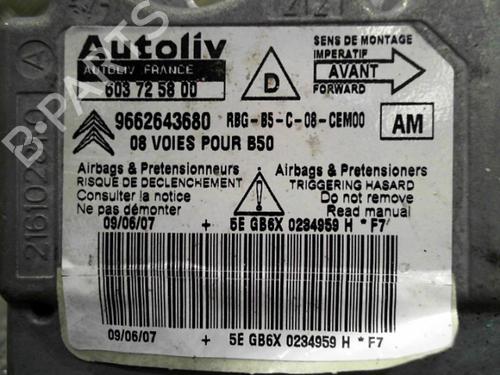 Autoliv
AUTOLIV FRANCE
603 72 58 00
D
SENS DE MONTAGE
IMPERATIF
AVANT
FORWARD
9662643680 RBG-B5-C-08-CEM00
08 VOIES POUR B50
AM
Airbags & Pretensionneurs
RISQUE DE DECLENCHEMENT
Consulter la notice
Ne pas démonter
Airbags & Pretensioners
TRIGGERING HASARD
Do not remove
Read manual
09/06/07 + 5E GB6X 0234959 H * F7
09/06/07 + 5E GB6X 0234959 H * F7
B-PARTS